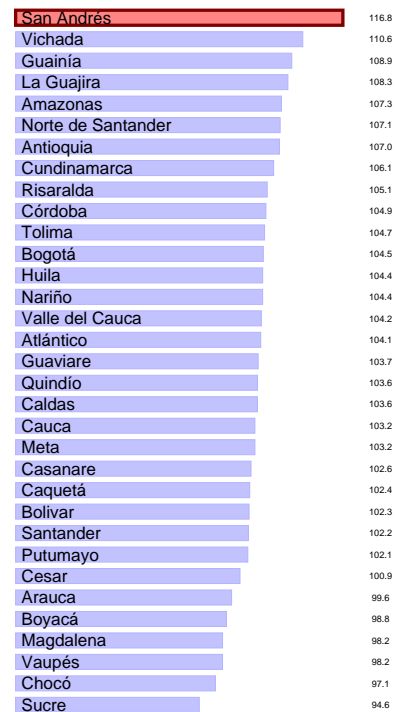 San Andrés 116.8
Vichada 110.6
Guainía 108.9
La Guajira 108.3
Amazonas 107.3
Norte de Santander 107.1
Antioquia 107.0
Cundinamarca 106.1
Risaralda 105.1
Córdoba 104.9
Tolima 104.7
Bogotá 104.5
Huila 104.4
Nariño 104.4
Valle del Cauca 104.2
Atlántico 104.1
Guaviare 103.7
Quindío 103.6
Caldas 103.6
Cauca 103.2
Meta 103.2
Casanare 102.6
Caquetá 102.4
Bolivar 102.3
Santander 102.2
Putumayo 102.1
Cesar 100.9
Arauca 99.6
Boyacá 98.8
Magdalena 98.2
Vaupés 98.2
Chocó 97.1
Sucre 94.6